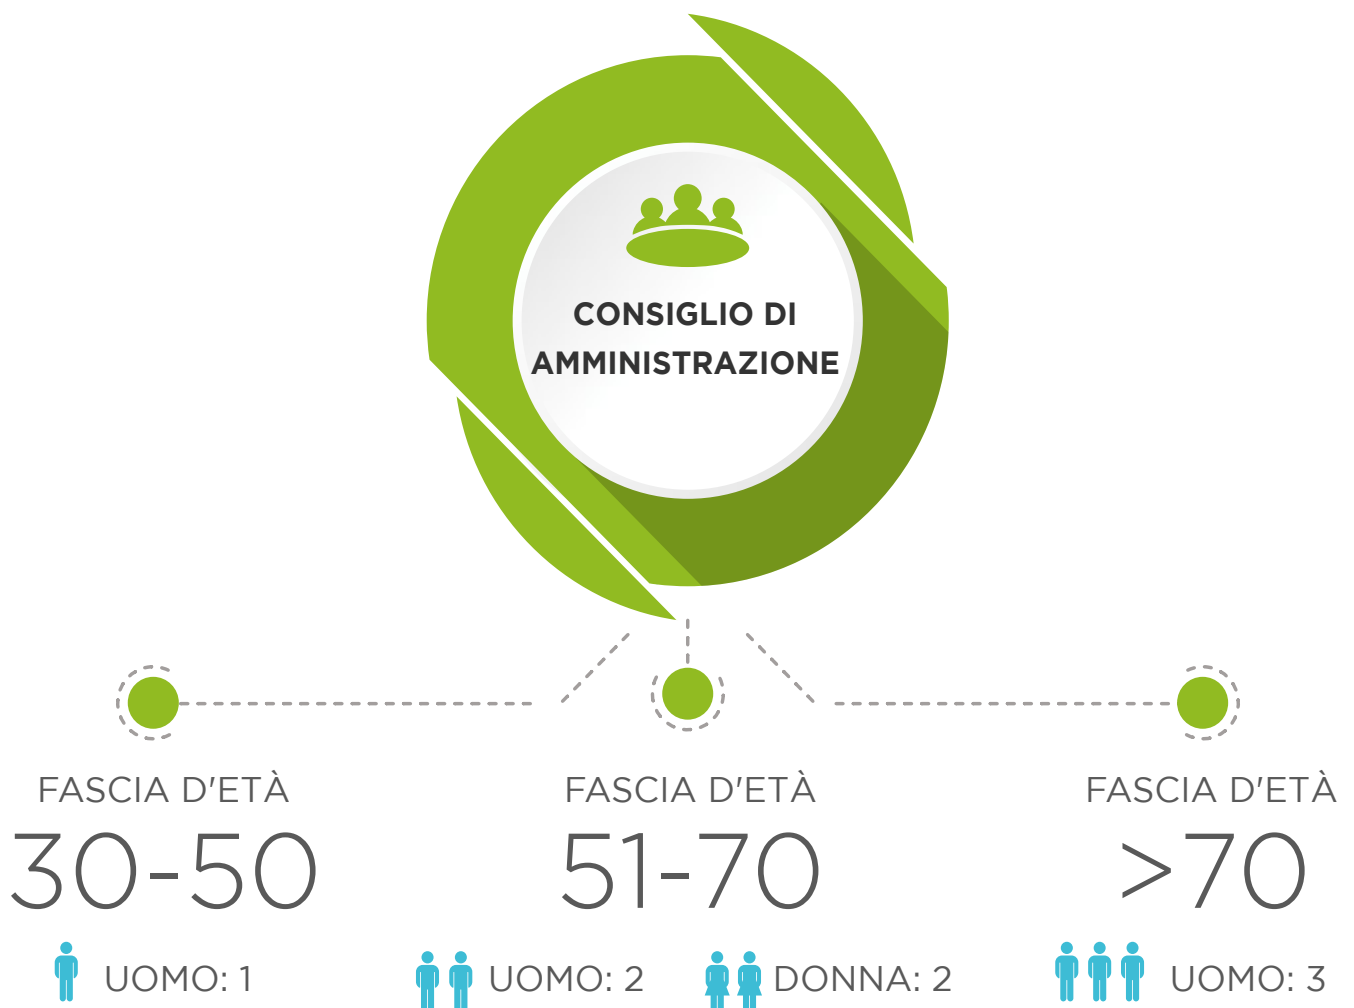 CONSIGLIO DI
AMMINISTRAZIONE
FASCIA D'ETÀ
30-50
UOMO: 1
FASCIA D'ETÀ
51-70
UOMO: 2
DONNA: 2
FASCIA D'ETÀ
>70
UOMO: 3